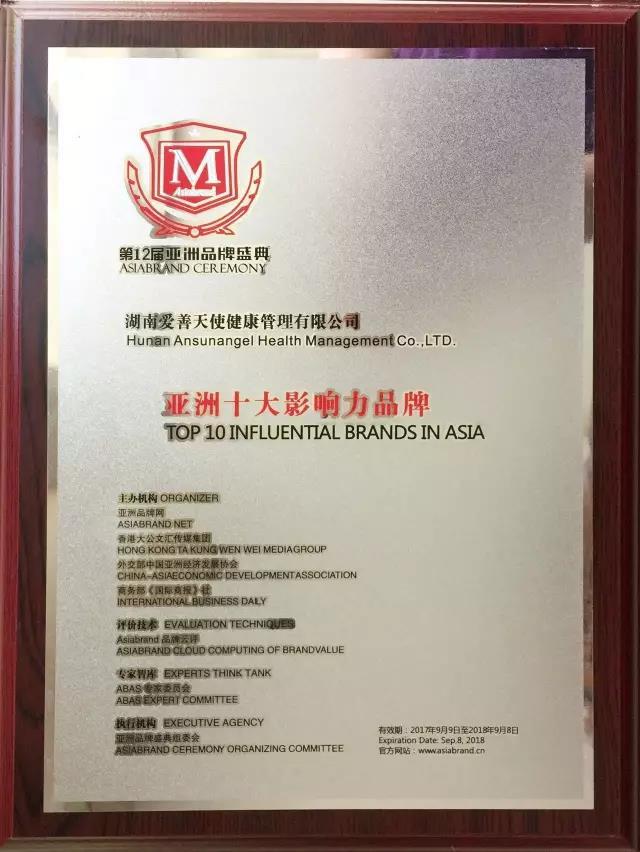 M
Asiabrand
第12届亚洲品牌盛典
ASIABRAND CEREMONY
湖南爱善天使健康管理有限公司
Hunan Ansunangel Health Management Co.,LTD.
亚洲十大影响力品牌
TOP 10 INFLUENTIAL BRANDS IN ASIA
主办机构 ORGANIZER
亚洲品牌网
ASIABRAND NET
香港大公文汇传媒集团
HONG KONG TA KUNG WEN WEI MEDIAGROUP
外交部中国亚洲经济发展协会
CHINA-ASIAECONOMIC DEVELOPMENTASSOCIATION
商务部《国际商报》社
INTERNATIONAL BUSINESS DAILY
评价技术 EVALUATION TECHNIQUES
Asiabrand 品牌云评
ASIABRAND CLOUD COMPUTING OF BRANDVALUE
专家智库 EXPERTS THINK TANK
ABAS 专家委员会
ABAS EXPERT COMMITTEE
执行机构 EXECUTIVE AGENCY
亚洲品牌盛典组委会
ASIABRAND CEREMONY ORGANIZING COMMITTEE
有效期：2017年9月9日至2018年9月8日
Expiration Date: Sep.8, 2018
官方网站：www.asiabrand.cn